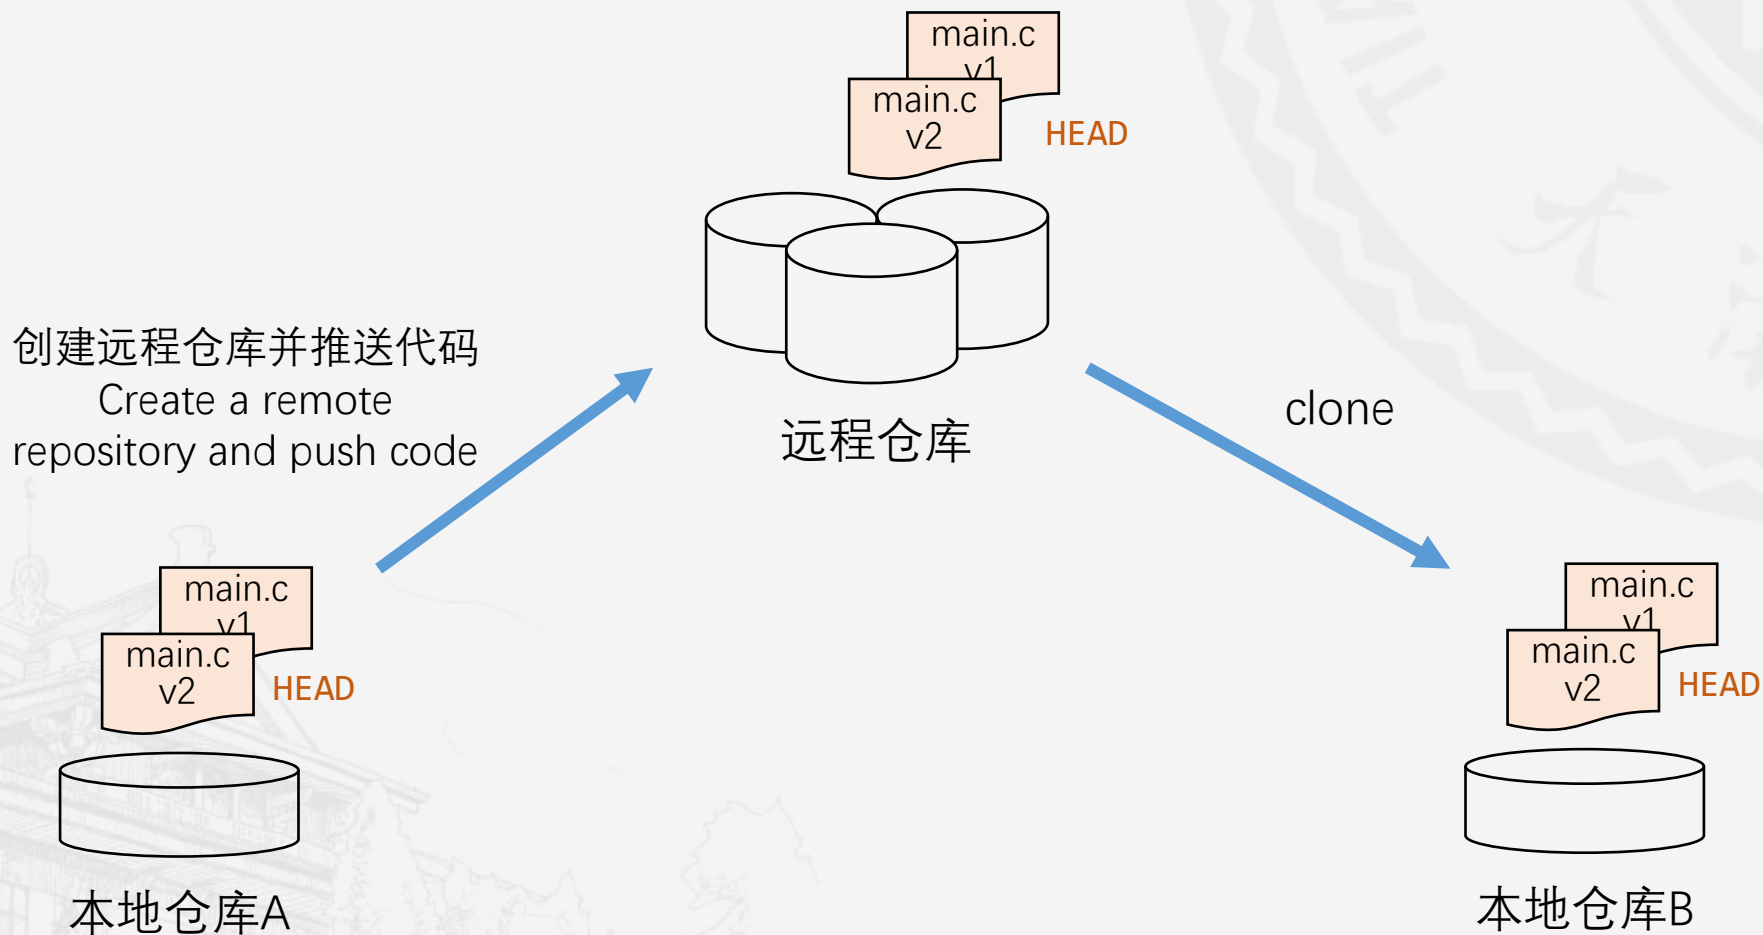 main.c
v1
main.c
v2
HEAD
创建远程仓库并推送代码
Create a remote
repository and push code
远程仓库
clone
main.c
v1
main.c
v2
HEAD
本地仓库A
main.c
v1
main.c
v2
HEAD
本地仓库B